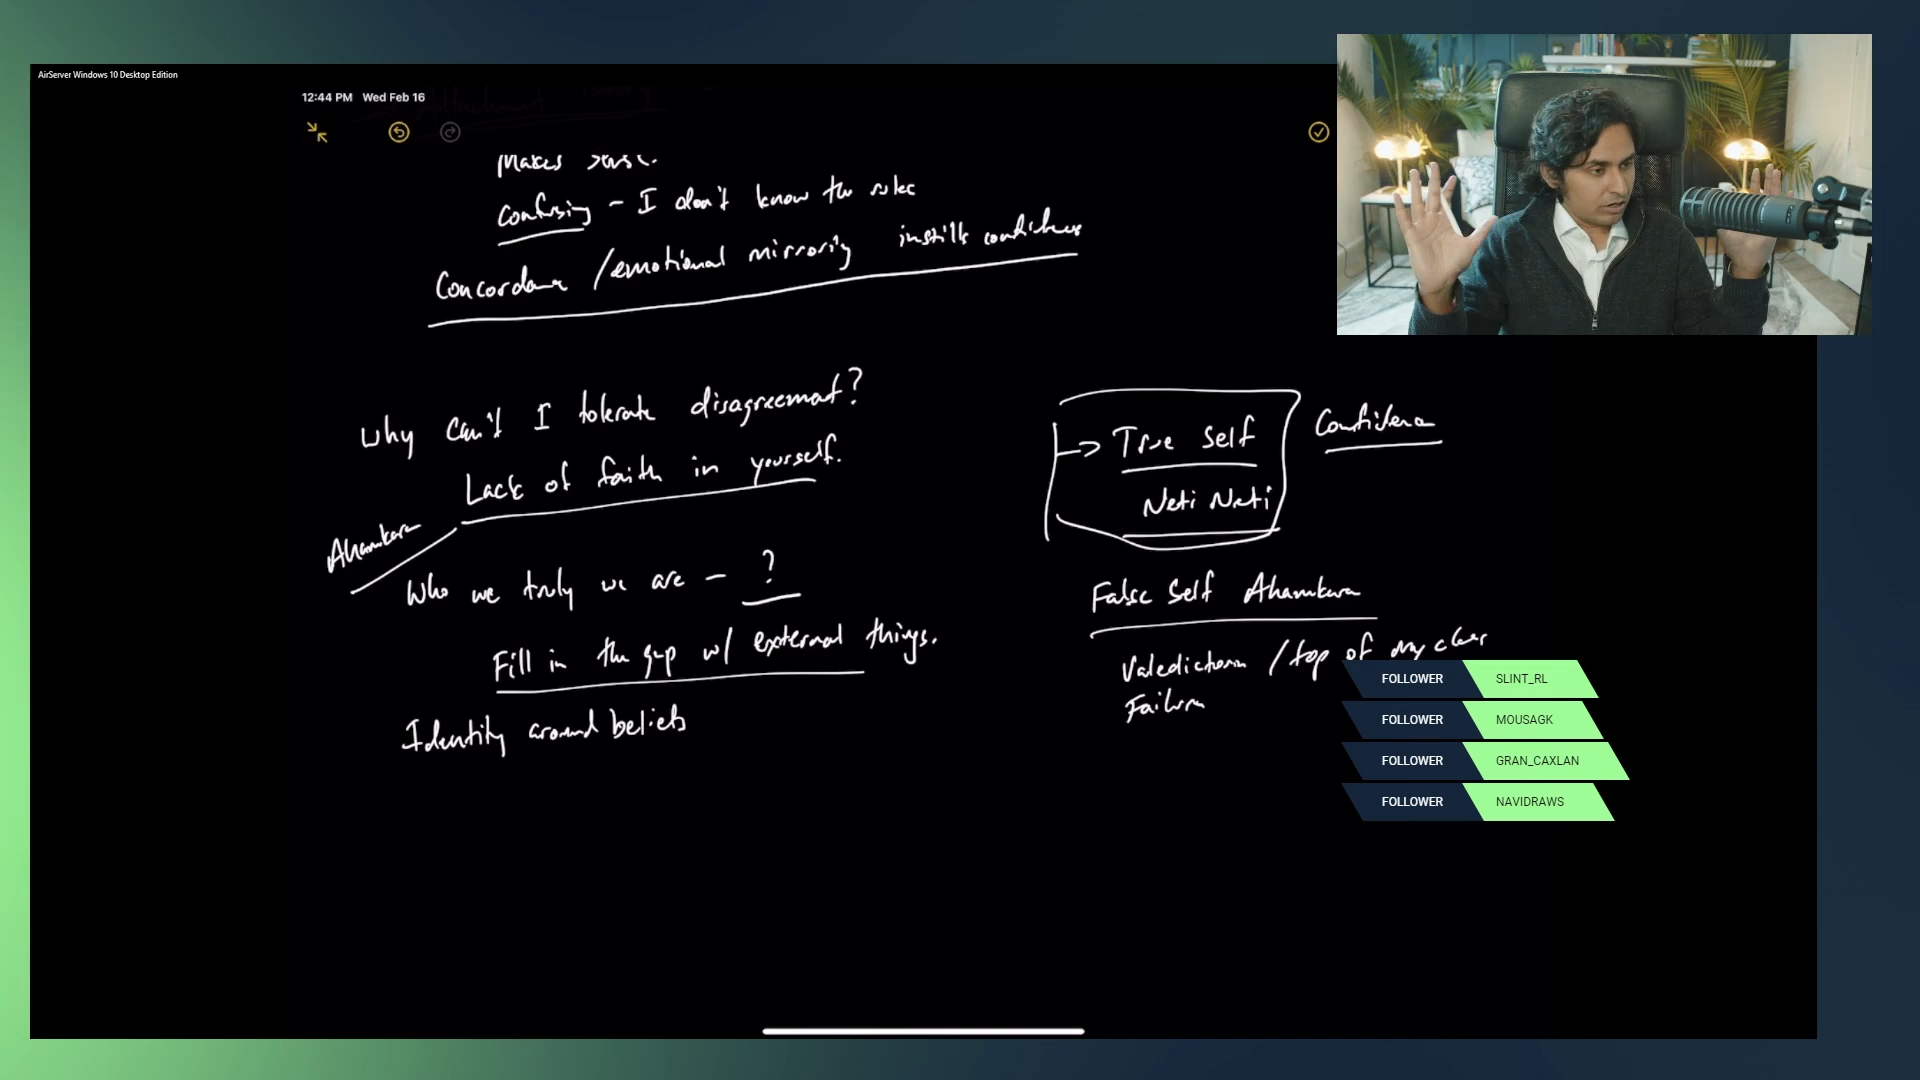 AirServer Windows 10 Desktop Edition
12:44 PM Wed Feb 16
Makes sense.
Confusing - I don't know the rules
Concordance / emotional mirroring instills confidence
Why can't I tolerate disagreement?
Lack of faith in yourself.
Ahamkara
Who we truly we are - ?
Fill in the gap w/ external things.
Identity around beliefs
→ True Self
Neti Neti
Confidence
False Self Ahamkara
Valedictorian / top of my class
Failure
FOLLOWER SLINT_RL
FOLLOWER MOUSAGK
FOLLOWER GRAN_CAXLAN
FOLLOWER NAVIDRAWS